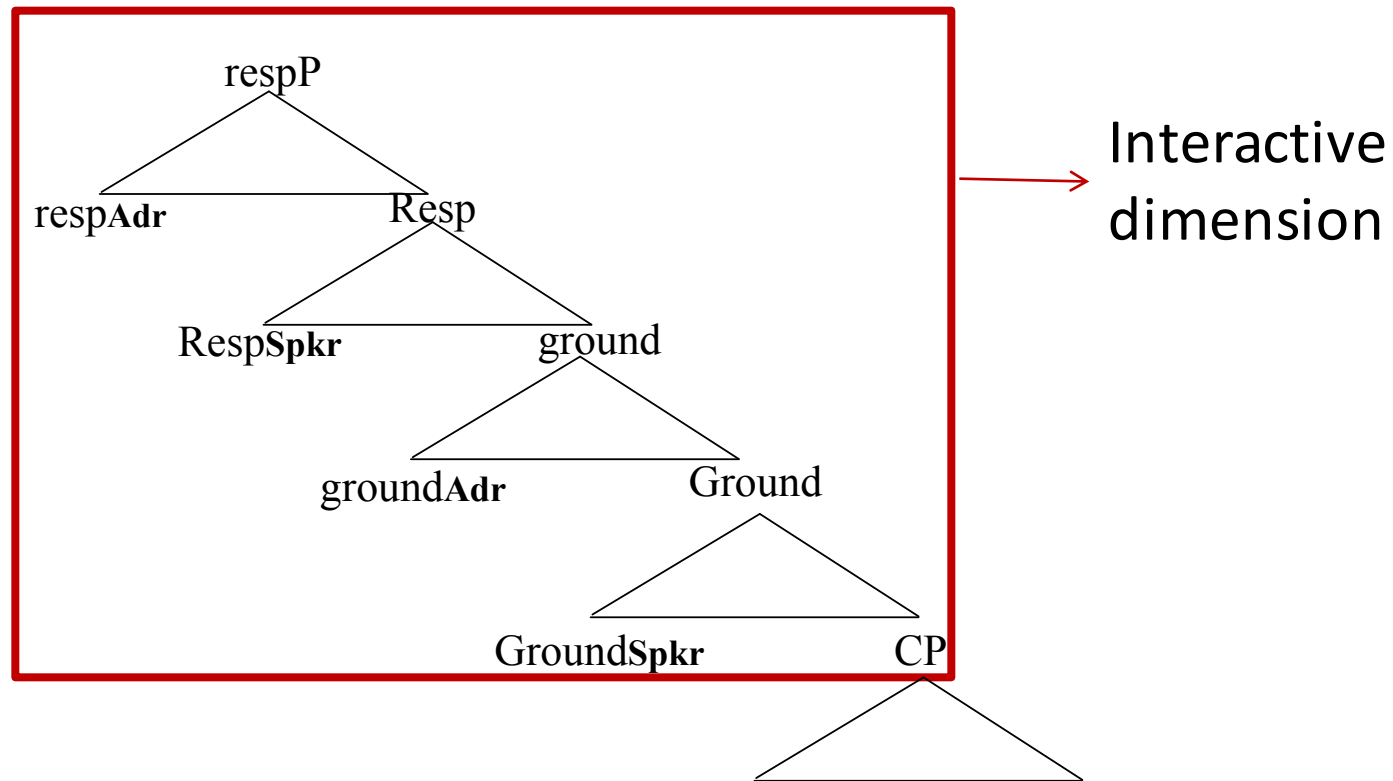 respP
respAdr
Resp
RespSpkr
ground
groundAdr
Ground
GroundSpkr
CP
Interactive
dimension